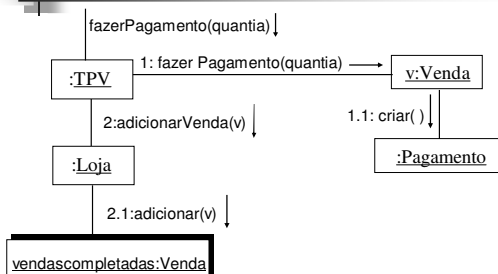 fazerPagamento(quantia)
1: fazer Pagamento(quantia)
:TPV
v:Venda
2:adicionarVenda(v)
1.1: criar( )
:Loja
:Pagamento
2.1:adicionar(v)
vendascompletadas:Venda